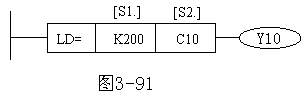 [S1.] [S2.]
LD= K200 C10 Y10
图3-91